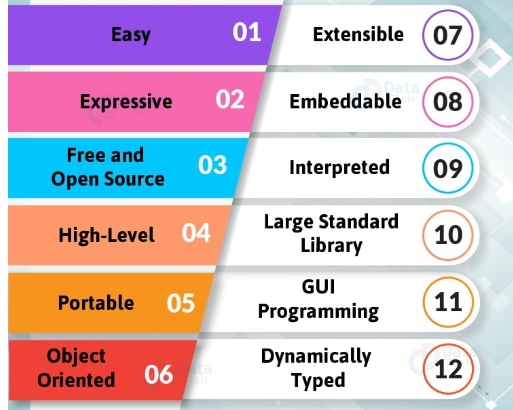 Easy 01
Extensible 07
Expressive 02
Embeddable 08
Free and
Open Source 03
Interpreted 09
High-Level 04
Large Standard
Library 10
Portable 05
GUI
Programming 11
Object
Oriented 06
Dynamically
Typed 12